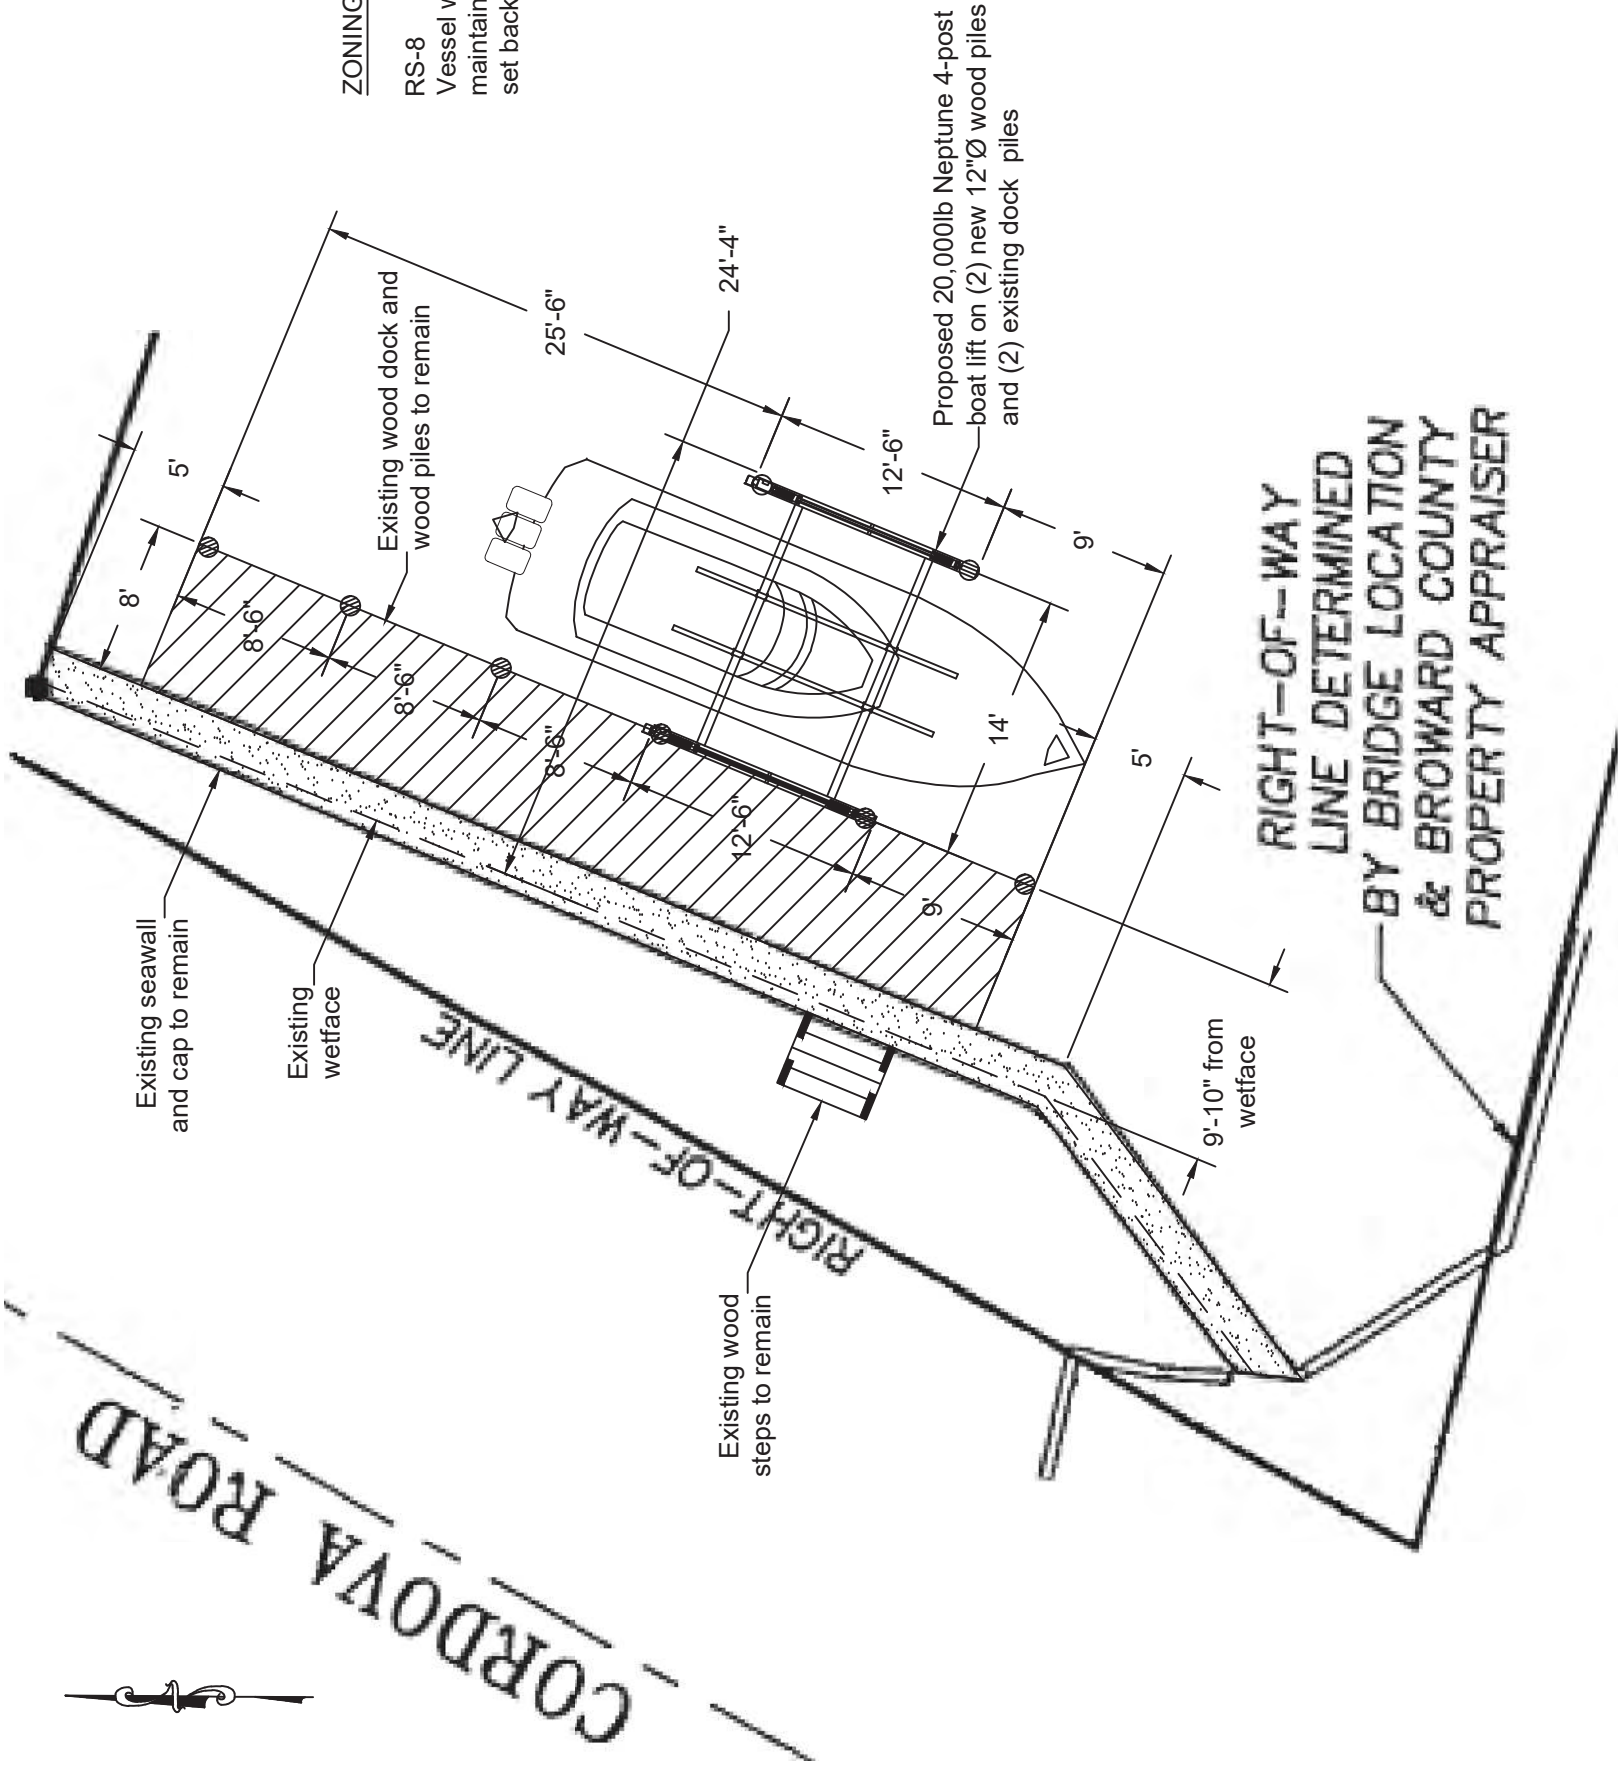 ZONING
RS-8
Vessel w
maintain
set back
Existing wood dock and
wood piles to remain
25'-6"
24'-4"
12'-6"
9'
Proposed 20,000lb Neptune 4-post
boat lift on (2) new 12"Ø wood piles
and (2) existing dock piles
5'
8'
8'-6"
8'-6"
8'-6"
12'-6"
9'
14'
5'
Existing seawall
and cap to remain
Existing
wetface
RIGHT-OF-WAY LINE
Existing wood
steps to remain
9'-10" from
wetface
RIGHT-OF-WAY
LINE DETERMINED
BY BRIDGE LOCATION
& BROWARD COUNTY
PROPERTY APPRAISER
CORDOVA ROAD